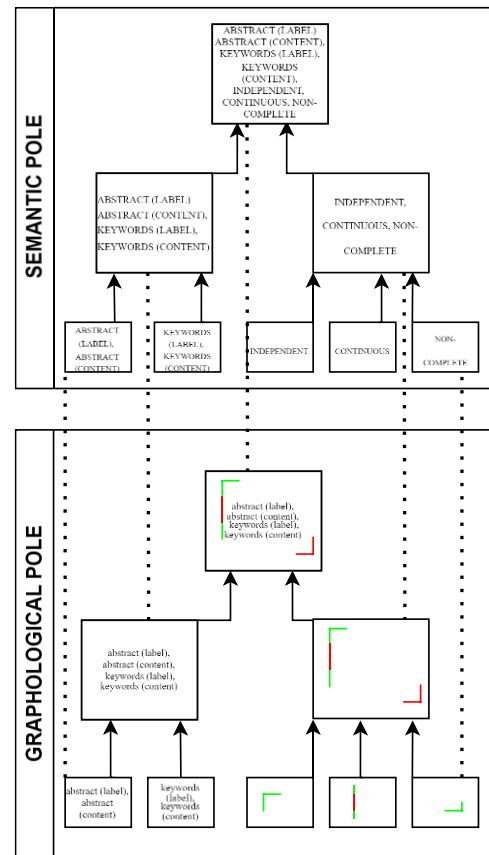 SEMANTIC POLE
ABSTRACT (LABEL)
ABSTRACT (CONTENT),
KEYWORDS (LABEL),
KEYWORDS
(CONTENT),
INDEPENDENT,
CONTINUOUS, NON-
COMPLETE
ABSTRACT (LABEL)
ABSTRACT (CONTENT),
KEYWORDS (LABEL),
KEYWORDS (CONTENT)
INDEPENDENT,
CONTINUOUS, NON-
COMPLETE
ABSTRACT
(LABEL),
ABSTRACT
(CONTENT)
KEYWORDS
(LABEL),
KEYWORDS
(CONTENT)
INDEPENDENT
CONTINUOUS
NON-
COMPLETE
GRAPHOLOGICAL POLE
abstract (label),
abstract (content),
keywords (label),
keywords (content)
abstract (label),
abstract (content),
keywords (label),
keywords (content)
abstract (label),
abstract
(content)
keywords
(label),
keywords
(content)